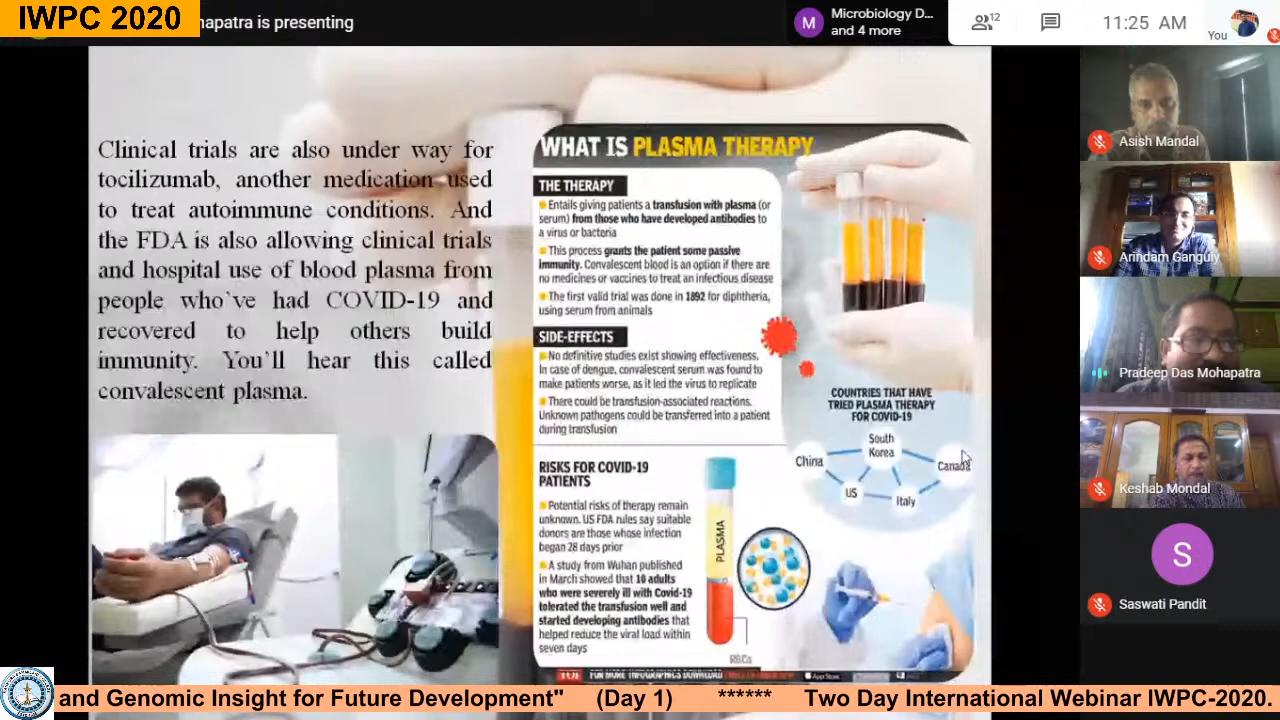 IWPC 2020
hapatra is presenting
M
Microbiology D...
and 4 more
12
11:25 AM
You
Clinical trials are also under way for
tocilizumab, another medication used
to treat autoimmune conditions. And
the FDA is also allowing clinical trials
and hospital use of blood plasma from
people who've had COVID-19 and
recovered to help others build
immunity. You'll hear this called
convalescent plasma.
WHAT IS PLASMA THERAPY
THE THERAPY
Entails giving patients a transfusion with plasma (or
serum) from those who have developed antibodies to
a virus or bacteria
This process grants the patient some passive
immunity. Convalescent blood is an option if there are
no medicines or vaccines to treat an infectious disease
The first valid trial was done in 1892 for diphtheria,
using serum from animals
SIDE-EFFECTS
No definitive studies exist showing effectiveness.
In case of dengue, convalescent serum was found to
make patients worse, as it led the virus to replicate
There could be transfusion-associated reactions.
Unknown pathogens could be transferred into a patient
during transfusion
RISKS FOR COVID-19
PATIENTS
Potential risks of therapy remain
unknown. US FDA rules say suitable
donors are those whose infection
began 28 days prior
A study from Wuhan published
in March showed that 10 adults
who were severely ill with Covid-19
tolerated the transfusion well and
started developing antibodies that
helped reduce the viral load within
seven days
PLASMA
RBCs
COUNTRIES THAT HAVE
TRIED PLASMA THERAPY
FOR COVID-19
China
South
Korea
Canada
US
Italy
FOR MORE INFOGRAPHICS DOWNLOAD
App Store
Asish Mandal
Arindam Ganguly
Pradeep Das Mohapatra
Keshab Mondal
S
Saswati Pandit
and Genomic Insight for Future Development" (Day 1) ****** Two Day International Webinar IWPC-2020.